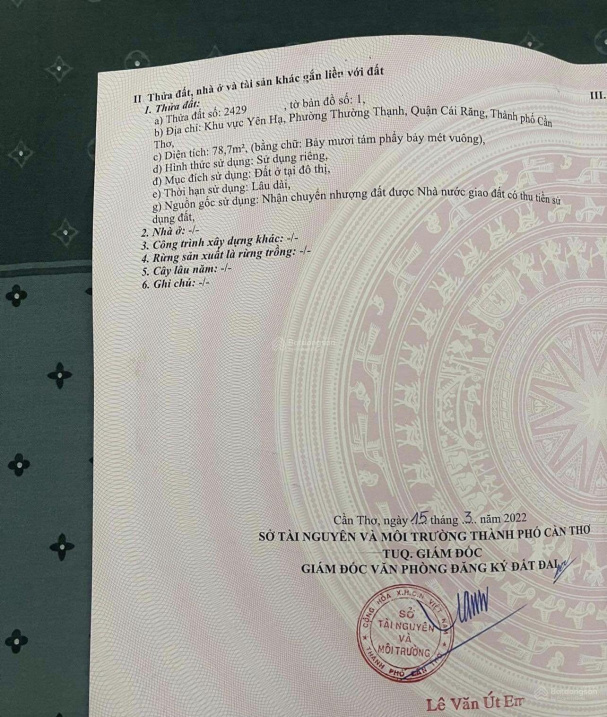 II Thửa đất, nhà ở và tài sản khác gắn liền với đất
III.
1. Thửa đất:
a) Thửa đất số: 2429 , tờ bản đồ số: 1,
b) Địa chỉ: Khu vực Yên Hạ, Phường Thường Thạnh, Quận Cái Răng, Thành phố Cần
Thơ,
c) Diện tích: 78,7m², (bằng chữ: Bảy mươi tám phẩy bảy mét vuông),
d) Hình thức sử dụng: Sử dụng riêng,
đ) Mục đích sử dụng: Đất ở tại đô thị,
e) Thời hạn sử dụng: Lâu dài,
g) Nguồn gốc sử dụng: Nhận chuyển nhượng đất được Nhà nước giao đất có thu tiền sử
dụng đất,
2. Nhà ở: -/-
3. Công trình xây dựng khác: -/-
4. Rừng sản xuất là rừng trồng: -/-
5. Cây lâu năm: -/-
6. Ghi chú: -/-
Cần Thơ, ngày 15 tháng .3.. năm 2022
SỞ TÀI NGUYÊN VÀ MÔI TRƯỜNG THÀNH PHỐ CẦN THƠ
TUQ. GIÁM ĐỐC
GIÁM ĐỐC VĂN PHÒNG ĐĂNG KÝ ĐẤT ĐAI
CỘNG HÒA X.H.C.N VIỆT NAM
SỞ
TÀI NGUYÊN
VÀ
MÔI TRƯỜNG
THÀNH PHỐ CẦN THƠ
Lê Văn Út Em